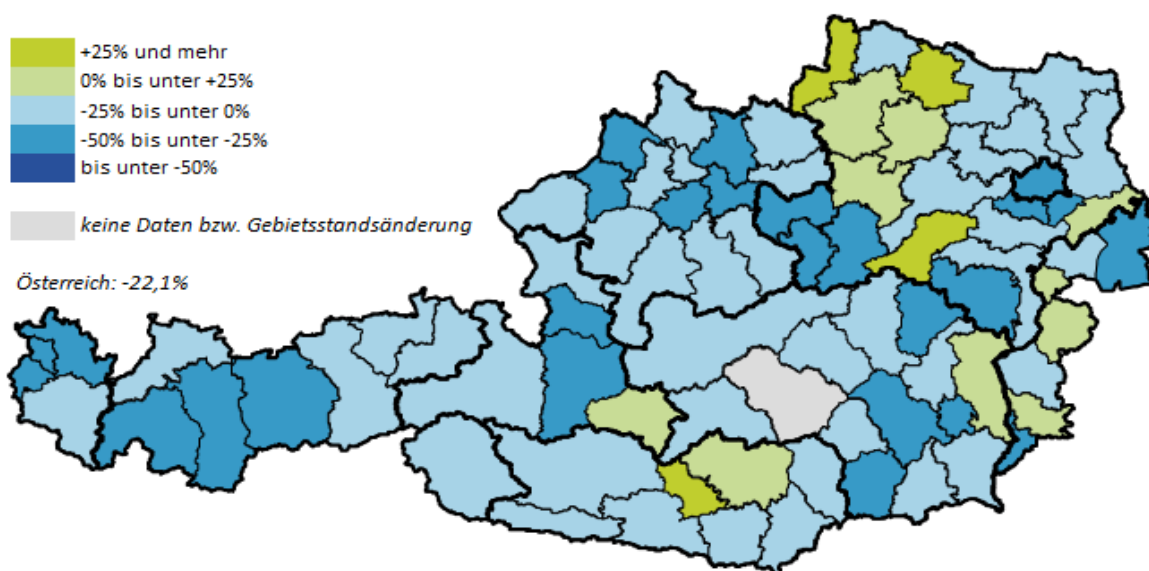 +25% und mehr
0% bis unter +25%
-25% bis unter 0%
-50% bis unter -25%
bis unter -50%
keine Daten bzw. Gebietsstandsänderung
Österreich: -22,1%